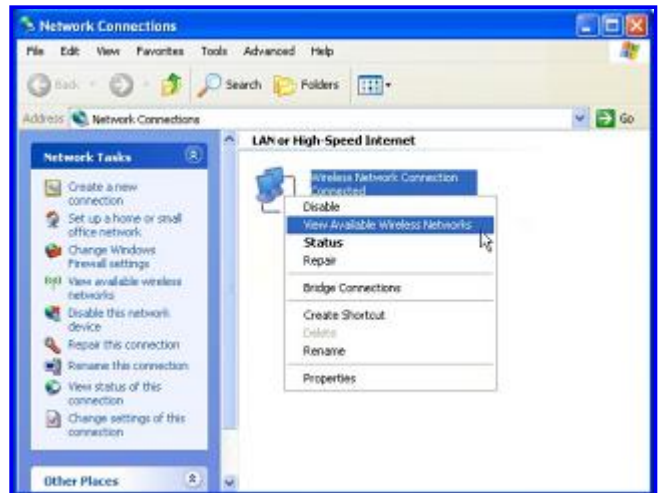 Network Connections
File Edit View Favorites Tools Advanced Help
Back Search Folders
Address Network Connections Go
Network Tasks
Create a new
connection
Set up a home or small
office network
Change Windows
Firewall settings
View available wireless
networks
Disable this network
device
Repair this connection
Rename this connection
View status of this
connection
Change settings of this
connection
Other Places
LAN or High-Speed Internet
Wireless Network Connection
Connected
Disable
View Available Wireless Networks
Status
Repair
Bridge Connections
Create Shortcut
Delete
Rename
Properties